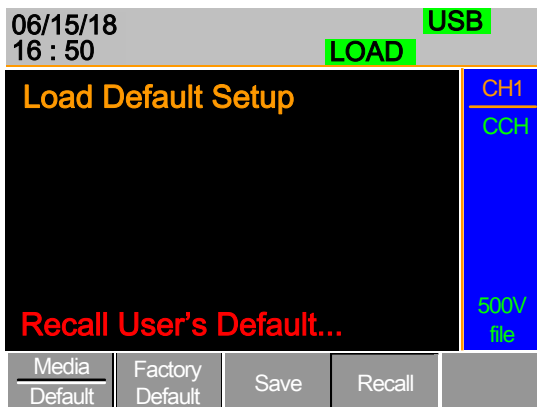 06/15/18
USB
16 : 50
LOAD
Load Default Setup
CH1
CCH
500V
file
Recall User's Default...
Media
Default
Factory
Default
Save
Recall